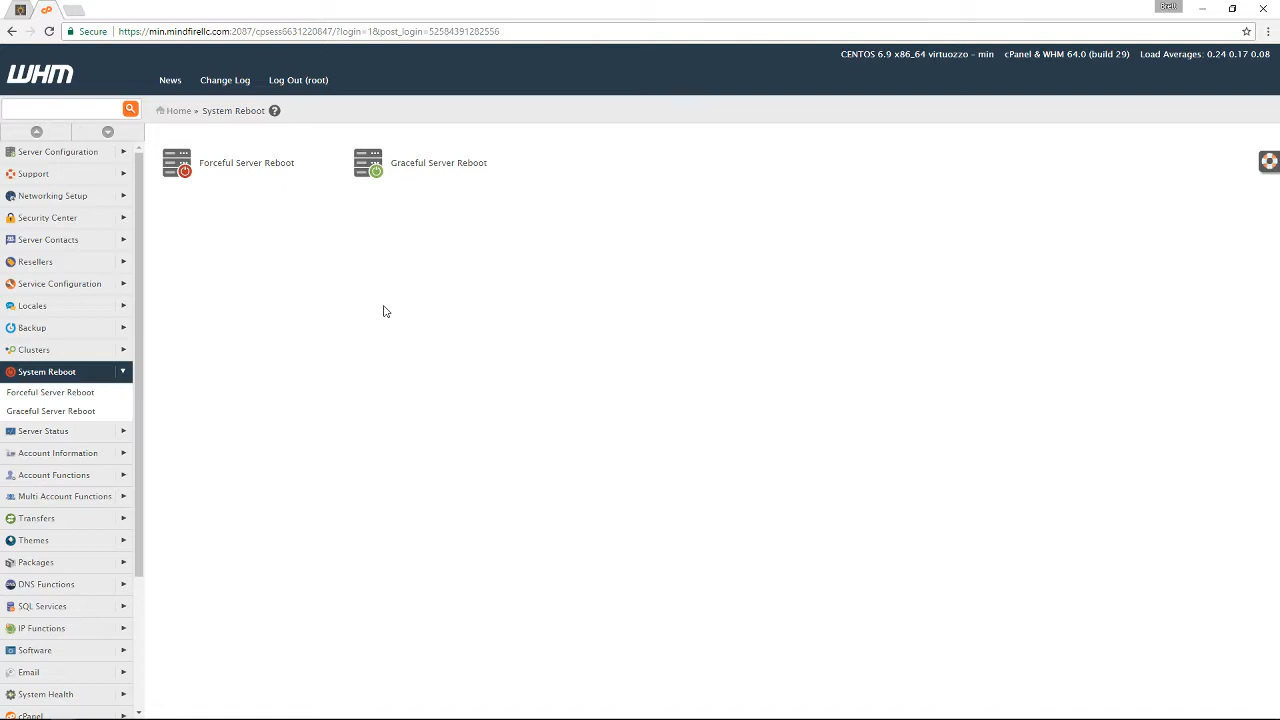 Brett
Secure https://min.mindfirellc.com:2087/cpsess6631220847/?login=1&post_login=52584391282556
CENTOS 6.9 x86_64 virtuozzo – min cPanel & WHM 64.0 (build 29) Load Averages: 0.24 0.17 0.08
WHM
News Change Log Log Out (root)
Home » System Reboot ?
Server Configuration
Support
Networking Setup
Security Center
Server Contacts
Resellers
Service Configuration
Locales
Backup
Clusters
System Reboot
Forceful Server Reboot
Graceful Server Reboot
Server Status
Account Information
Account Functions
Multi Account Functions
Transfers
Themes
Packages
DNS Functions
SQL Services
IP Functions
Software
Email
System Health
cPanel
Forceful Server Reboot
Graceful Server Reboot